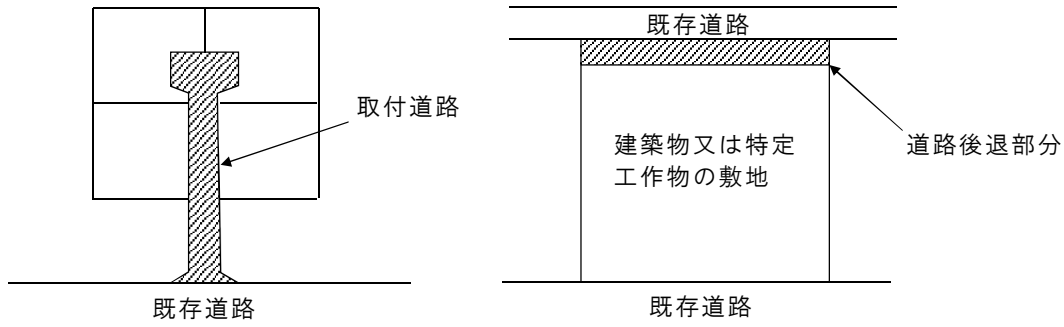 取付道路
既存道路
既存道路
建築物又は特定
工作物の敷地
道路後退部分
既存道路